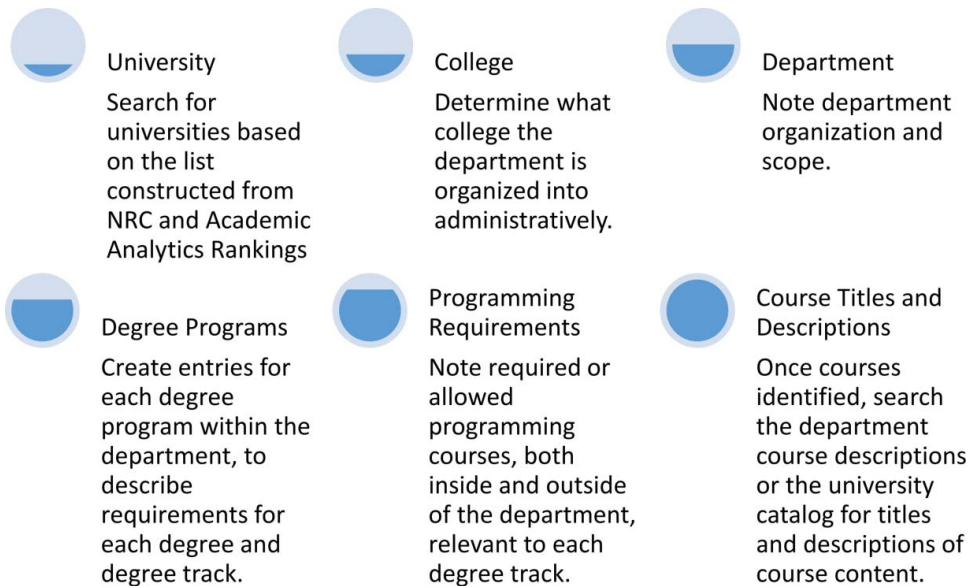 University
Search for
universities based
on the list
constructed from
NRC and Academic
Analytics Rankings
College
Determine what
college the
department is
organized into
administratively.
Department
Note department
organization and
scope.
Degree Programs
Create entries for
each degree
program within the
department, to
describe
requirements for
each degree and
degree track.
Programming
Requirements
Note required or
allowed
programming
courses, both
inside and outside
of the department,
relevant to each
degree track.
Course Titles and
Descriptions
Once courses
identified, search
the department
course descriptions
or the university
catalog for titles
and descriptions of
course content.